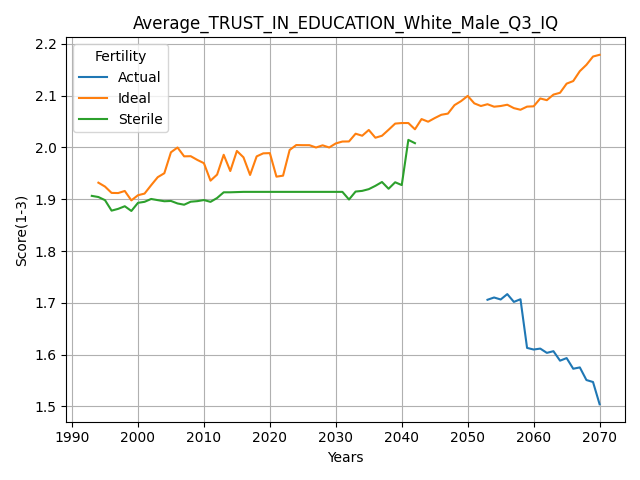 Average_TRUST_IN_EDUCATION_White_Male_Q3_IQ
Fertility
Actual
Ideal
Sterile
Score(1-3)
2.2
2.1
2.0
1.9
1.8
1.7
1.6
1.5
1990 2000 2010 2020 2030 2040 2050 2060 2070
Years